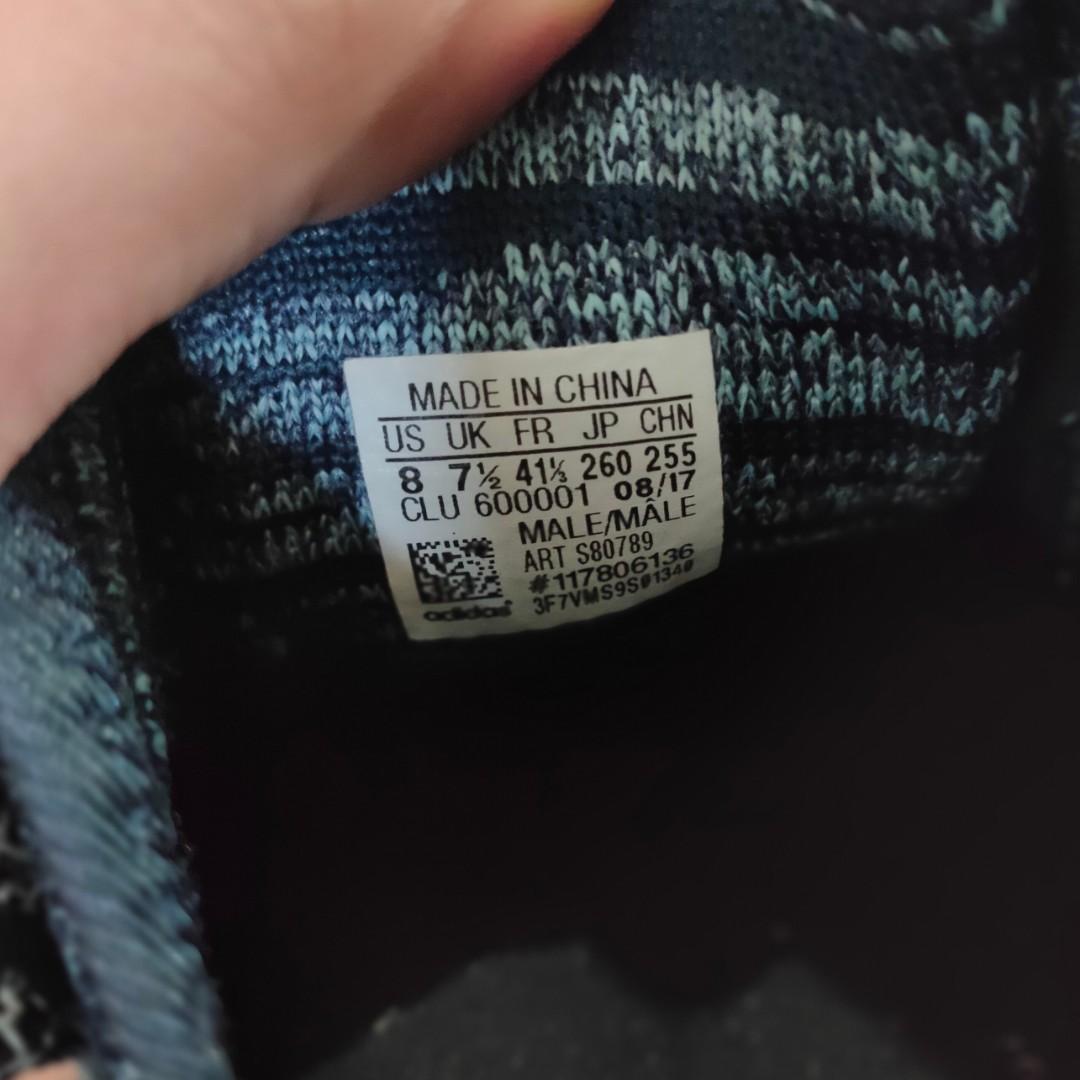 MADE IN CHINA
US UK FR JP CHN
8 7½ 41⅓ 260 255
CLU 600001 08/17
MALE/MÂLE
ART S80789
#117806136
3F7VMS9S01340
adidas